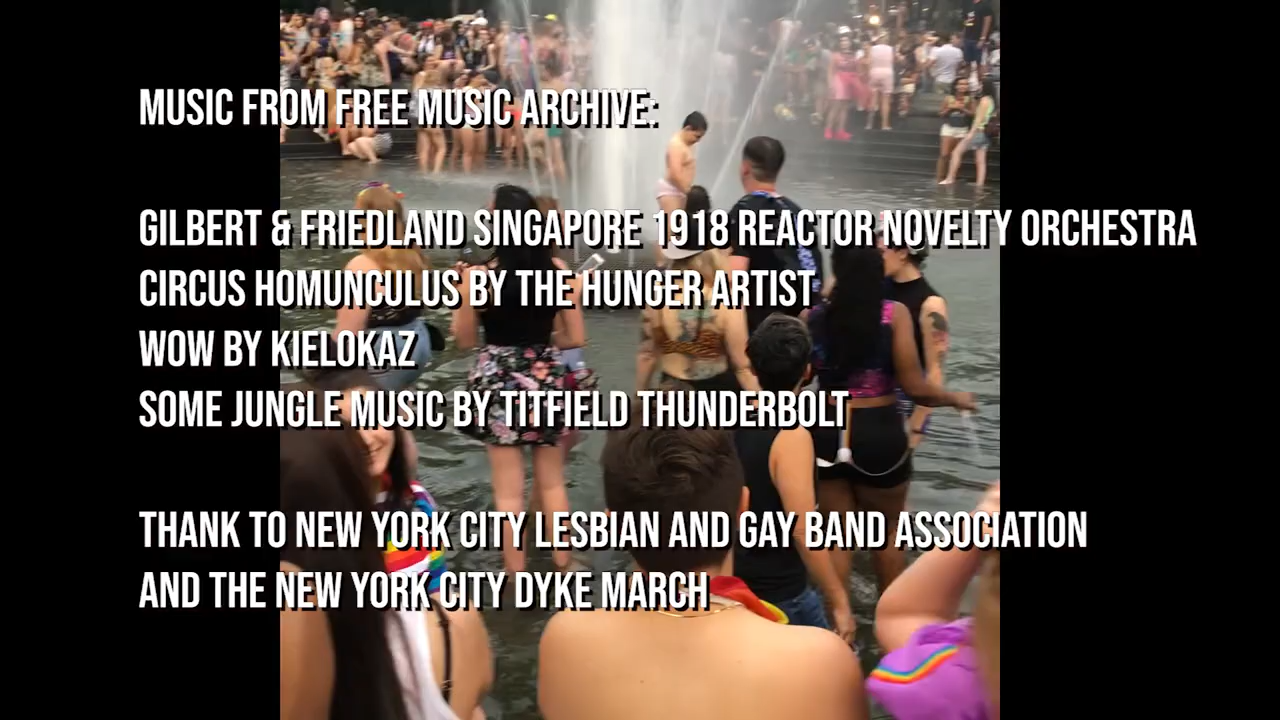 MUSIC FROM FREE MUSIC ARCHIVE:
GILBERT & FRIEDLAND SINGAPORE 1918 REACTOR NOVELTY ORCHESTRA
CIRCUS HOMUNCULUS BY THE HUNGER ARTIST
WOW BY KIELOKAZ
SOME JUNGLE MUSIC BY TITFIELD THUNDERBOLT
THANK TO NEW YORK CITY LESBIAN AND GAY BAND ASSOCIATION
AND THE NEW YORK CITY DYKE MARCH